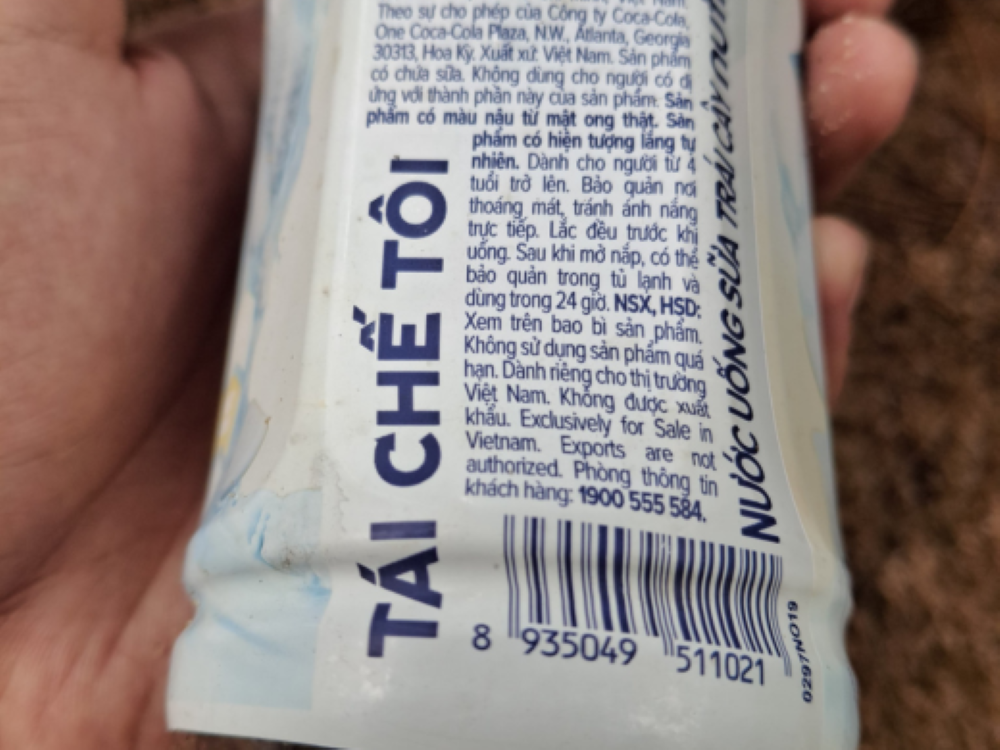 Việt Nam.
Theo sự cho phép của Công ty Coca-Cola,
One Coca-Cola Plaza, N.W., Atlanta, Georgia
30313, Hoa Kỳ. Xuất xứ: Việt Nam. Sản phẩm
có chứa sữa. Không dùng cho người có dị
ứng với thành phần này của sản phẩm. Sản
phẩm có màu nâu từ mật ong thật. Sản
phẩm có hiện tượng lắng tự
nhiên. Dành cho người từ 4
tuổi trở lên. Bảo quản nơi
thoáng mát, tránh ánh nắng
trực tiếp. Lắc đều trước khi
uống. Sau khi mở nắp, có thể
bảo quản trong tủ lạnh và
dùng trong 24 giờ. NSX, HSD:
Xem trên bao bì sản phẩm.
Không sử dụng sản phẩm quá
hạn. Dành riêng cho thị trường
Việt Nam. Không được xuất
khẩu. Exclusively for Sale in
Vietnam. Exports are not
authorized. Phòng thông tin
khách hàng: 1900 555 584.
TÁI CHẾ TÔI
NƯỚC UỐNG SỮA TRÁI CÂY
8 935049 511021
0297NO19